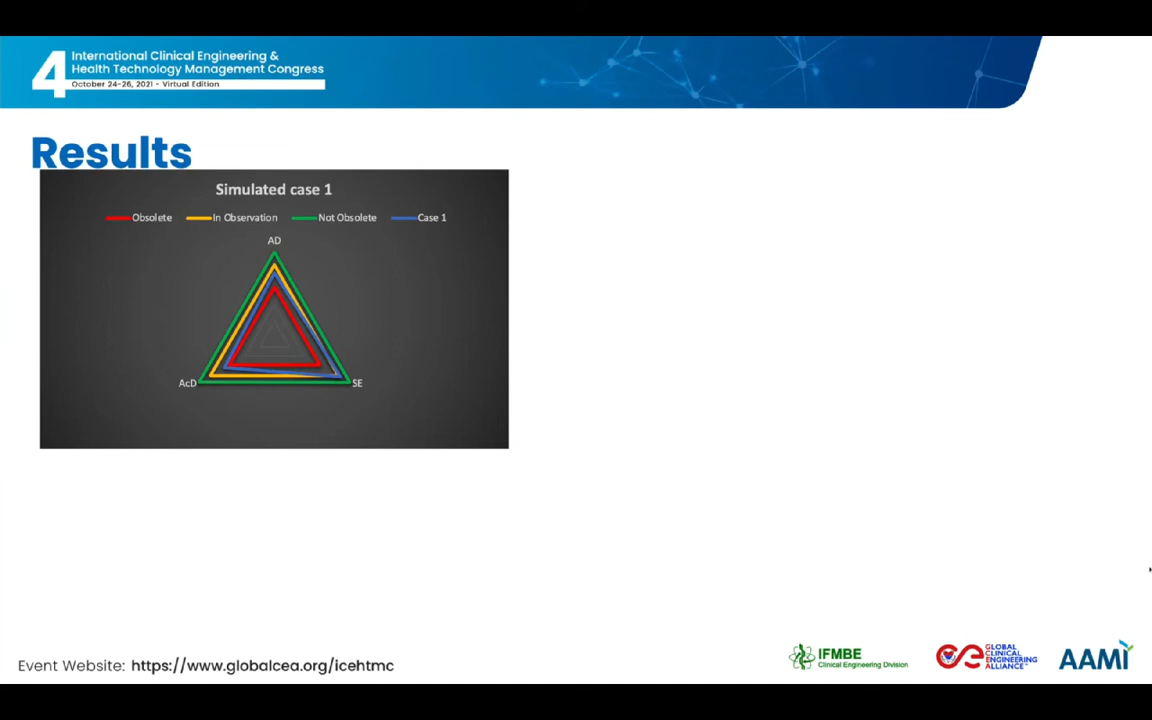 4
International Clinical Engineering &
Health Technology Management Congress
October 24-26, 2021 - Virtual Edition
Results
Simulated case 1
Obsolete In Observation Not Obsolete Case 1
AD
AcD
SE
Event Website: https://www.globalcea.org/icehtmc
IFMBE
Clinical Engineering Division
GLOBAL
CLINICAL
ENGINEERING
ALLIANCE
AAMI